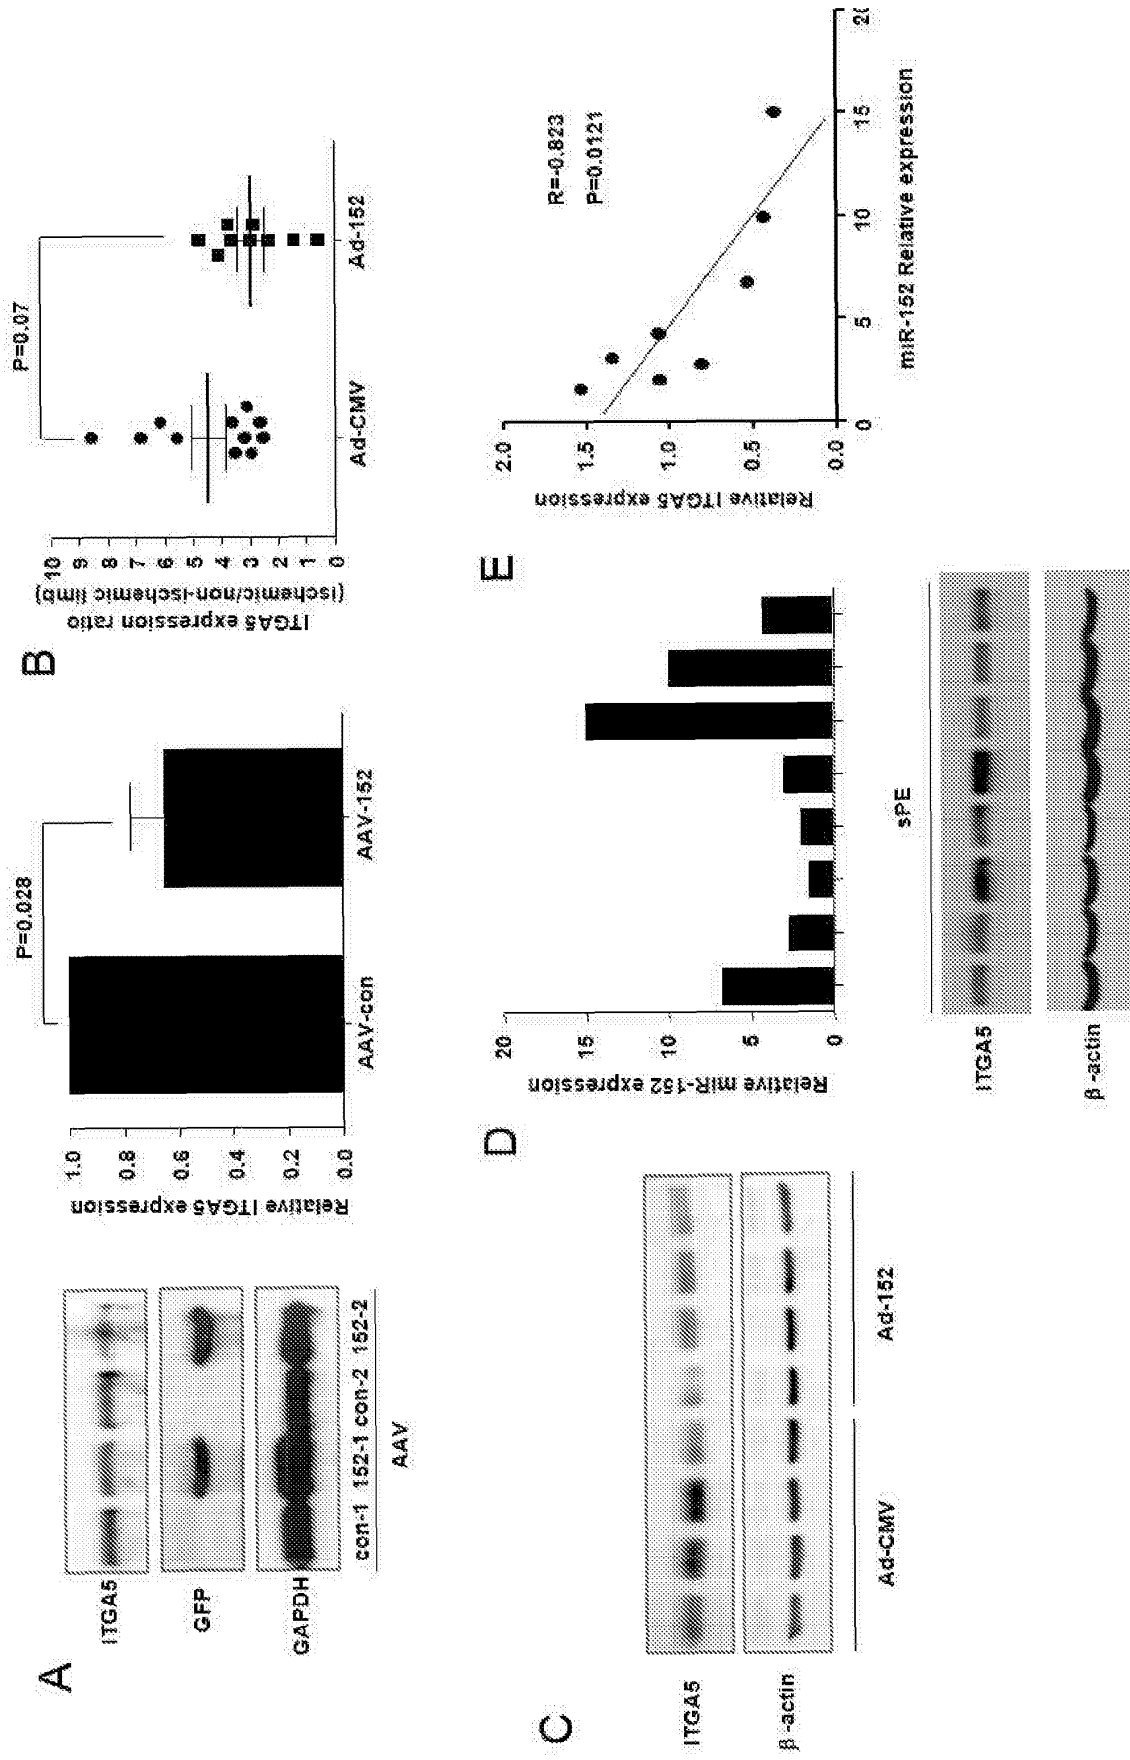 A
ITGA5
GFP
GAPDH
con-1 152-1 con-2 152-2
AAV
Relative ITGA5 expression
1.0
0.8
0.6
0.4
0.2
0.0
P=0.028
AAV-con
AAV-152
B
ITGA5 expression ratio
(ischemic/non-ischemic limb)
10
9
8
7
6
5
4
3
2
1
0
P=0.07
Ad-CMV
Ad-152
C
ITGA5
β-actin
Ad-CMV
Ad-152
D
Relative miR-152 expression
20
15
10
5
0
sPE
ITGA5
β-actin
E
Relative ITGA5 expression
2.0
1.5
1.0
0.5
0.0
R=-0.823
P=0.0121
0
5
10
15
miR-152 Relative expression